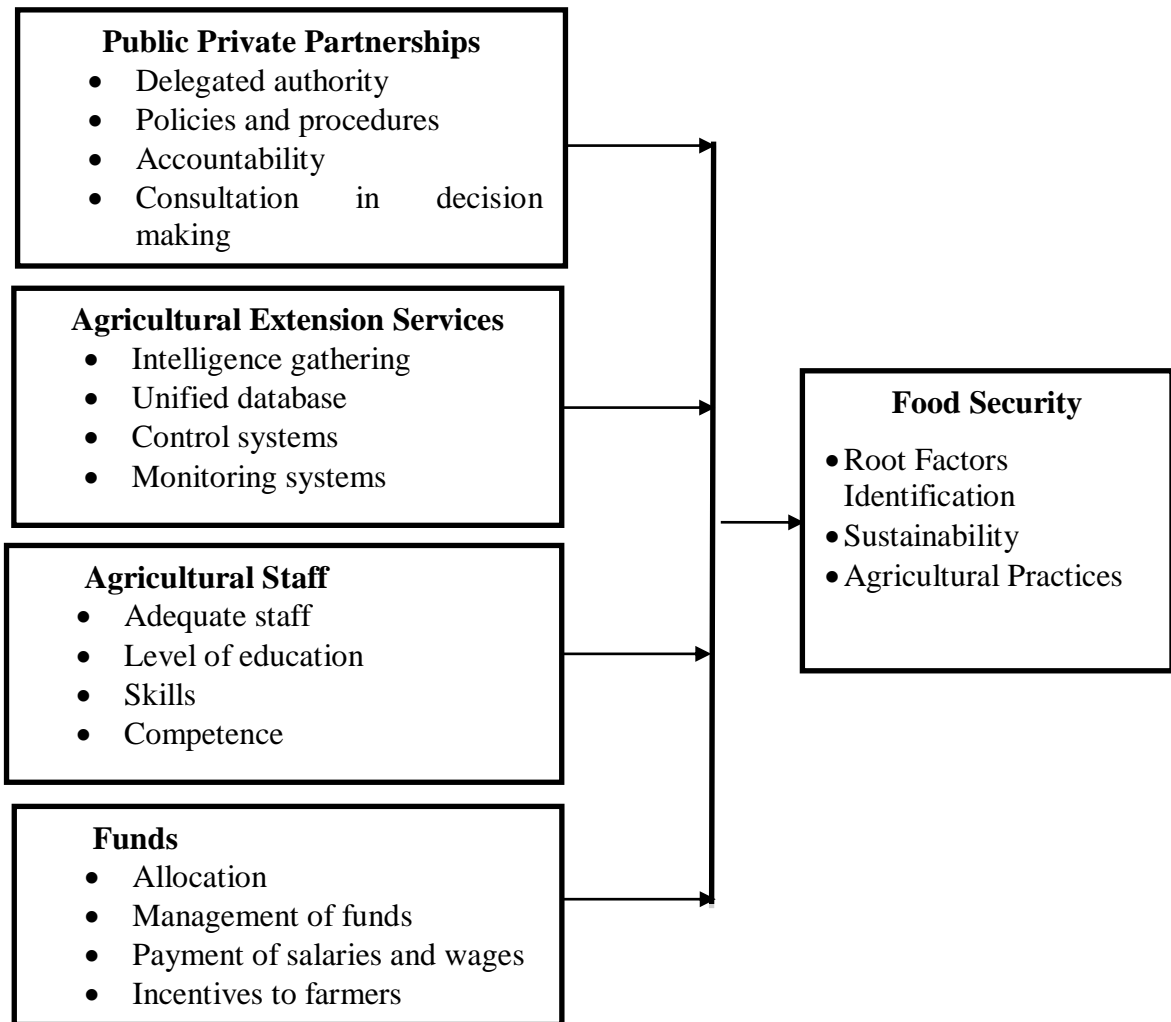 Public Private Partnerships
• Delegated authority
• Policies and procedures
• Accountability
• Consultation in decision
making
Agricultural Extension Services
• Intelligence gathering
• Unified database
• Control systems
• Monitoring systems
Agricultural Staff
• Adequate staff
• Level of education
• Skills
• Competence
Funds
• Allocation
• Management of funds
• Payment of salaries and wages
• Incentives to farmers
Food Security
• Root Factors
Identification
• Sustainability
• Agricultural Practices